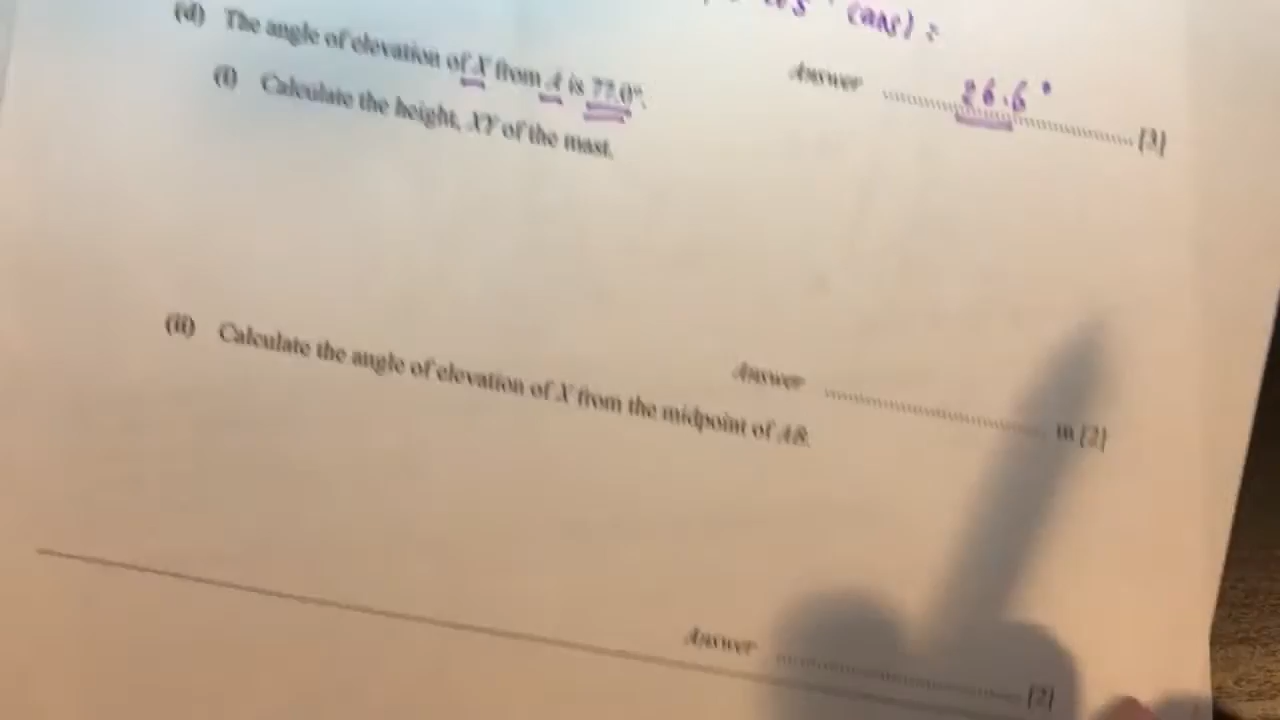 (ans) =
(d) The angle of elevation of X from A is 77.0°.
Answer 26.6° [3]
(i) Calculate the height, XY of the mast.
Answer m [2]
(ii) Calculate the angle of elevation of X from the midpoint of AB.
Answer [2]